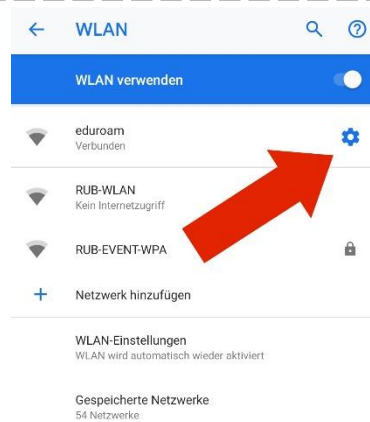 WLAN
WLAN verwenden
eduroam
Verbunden
RUB-WLAN
Kein Internetzugriff
RUB-EVENT-WPA
Netzwerk hinzufügen
WLAN-Einstellungen
WLAN wird automatisch wieder aktiviert
Gespeicherte Netzwerke
54 Netzwerke